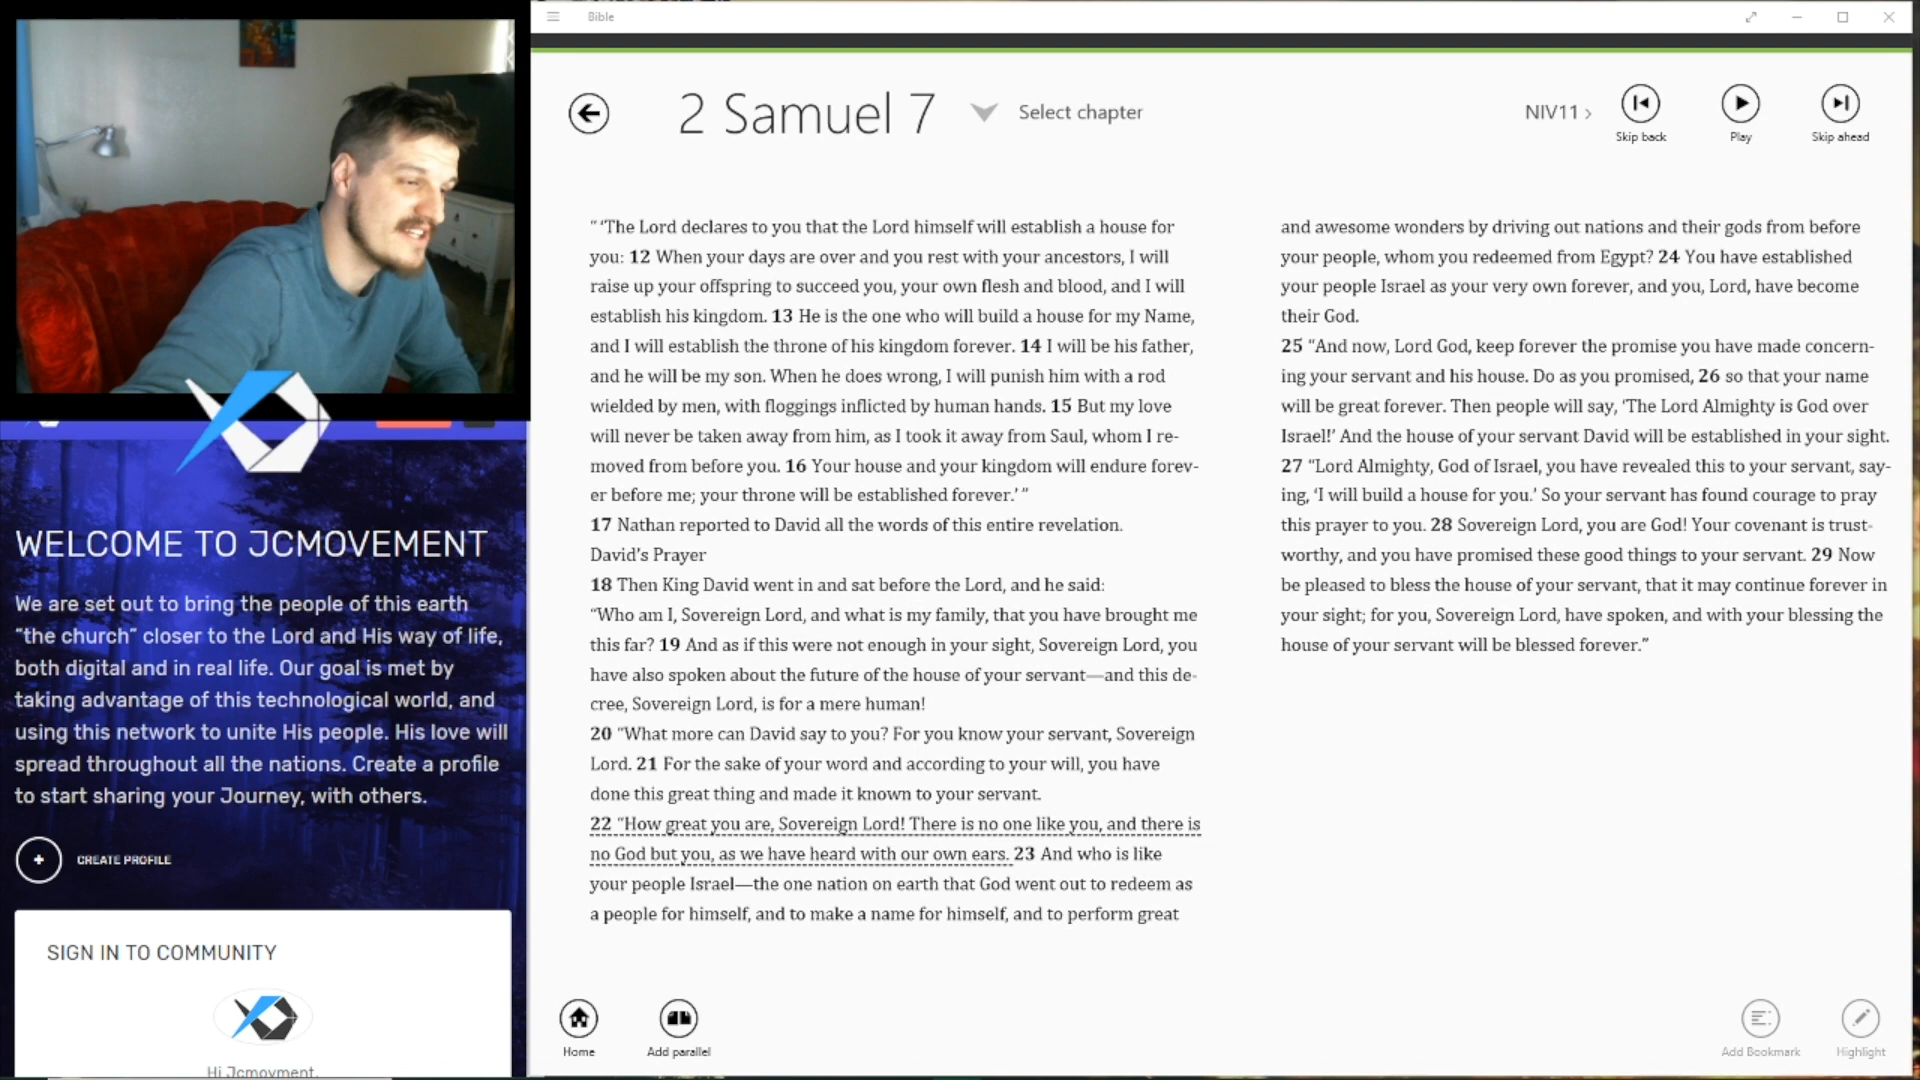 Bible
2 Samuel 7
Select chapter
NIV11 ›
Skip back
Play
Skip ahead
“ ‘The Lord declares to you that the Lord himself will establish a house for
you: 12 When your days are over and you rest with your ancestors, I will
raise up your offspring to succeed you, your own flesh and blood, and I will
establish his kingdom. 13 He is the one who will build a house for my Name,
and I will establish the throne of his kingdom forever. 14 I will be his father,
and he will be my son. When he does wrong, I will punish him with a rod
wielded by men, with floggings inflicted by human hands. 15 But my love
will never be taken away from him, as I took it away from Saul, whom I re-
moved from before you. 16 Your house and your kingdom will endure forev-
er before me; your throne will be established forever.’ ”
17 Nathan reported to David all the words of this entire revelation.
David’s Prayer
18 Then King David went in and sat before the Lord, and he said:
“Who am I, Sovereign Lord, and what is my family, that you have brought me
this far? 19 And as if this were not enough in your sight, Sovereign Lord, you
have also spoken about the future of the house of your servant—and this de-
cree, Sovereign Lord, is for a mere human!
20 “What more can David say to you? For you know your servant, Sovereign
Lord. 21 For the sake of your word and according to your will, you have
done this great thing and made it known to your servant.
22 “How great you are, Sovereign Lord! There is no one like you, and there is
no God but you, as we have heard with our own ears. 23 And who is like
your people Israel—the one nation on earth that God went out to redeem as
a people for himself, and to make a name for himself, and to perform great
and awesome wonders by driving out nations and their gods from before
your people, whom you redeemed from Egypt? 24 You have established
your people Israel as your very own forever, and you, Lord, have become
their God.
25 “And now, Lord God, keep forever the promise you have made concern-
ing your servant and his house. Do as you promised, 26 so that your name
will be great forever. Then people will say, ‘The Lord Almighty is God over
Israel!’ And the house of your servant David will be established in your sight.
27 “Lord Almighty, God of Israel, you have revealed this to your servant, say-
ing, ‘I will build a house for you.’ So your servant has found courage to pray
this prayer to you. 28 Sovereign Lord, you are God! Your covenant is trust-
worthy, and you have promised these good things to your servant. 29 Now
be pleased to bless the house of your servant, that it may continue forever in
your sight; for you, Sovereign Lord, have spoken, and with your blessing the
house of your servant will be blessed forever.”
Home
Add parallel
Add Bookmark
Highlight
WELCOME TO JCMOVEMENT
We are set out to bring the people of this earth
“the church” closer to the Lord and His way of life,
both digital and in real life. Our goal is met by
taking advantage of this technological world, and
using this network to unite His people. His love will
spread throughout all the nations. Create a profile
to start sharing your Journey, with others.
CREATE PROFILE
SIGN IN TO COMMUNITY
Hi Jcmovment,